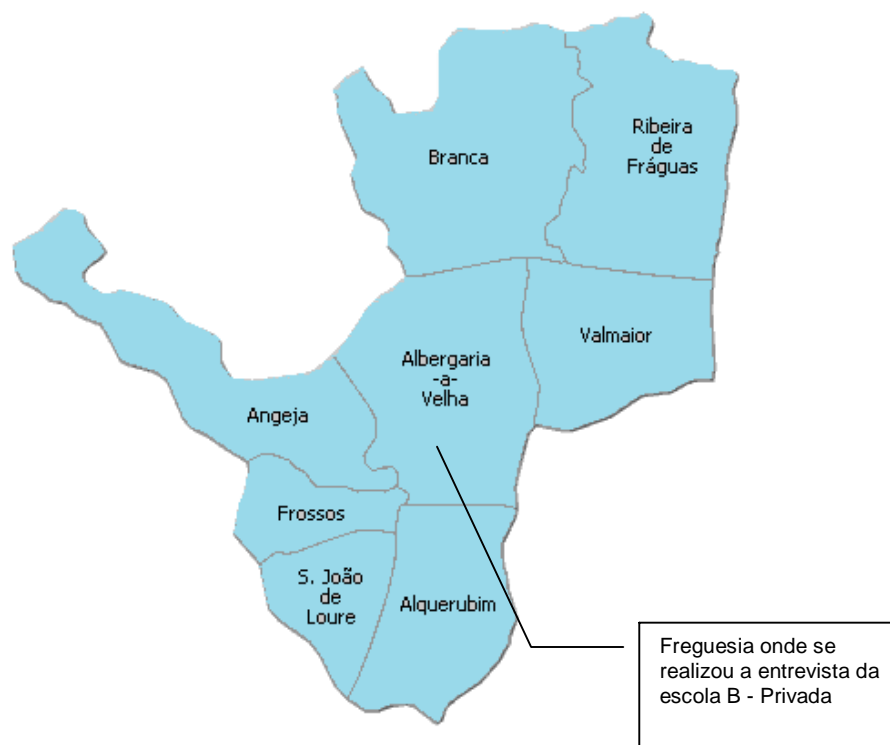 Ribeira
de
Fráguas
Branca
Valmaior
Albergaria
-a-
Velha
Angeja
Frossos
S. João
de
Loure
Alquerubim
Freguesia onde se
realizou a entrevista da
escola B - Privada